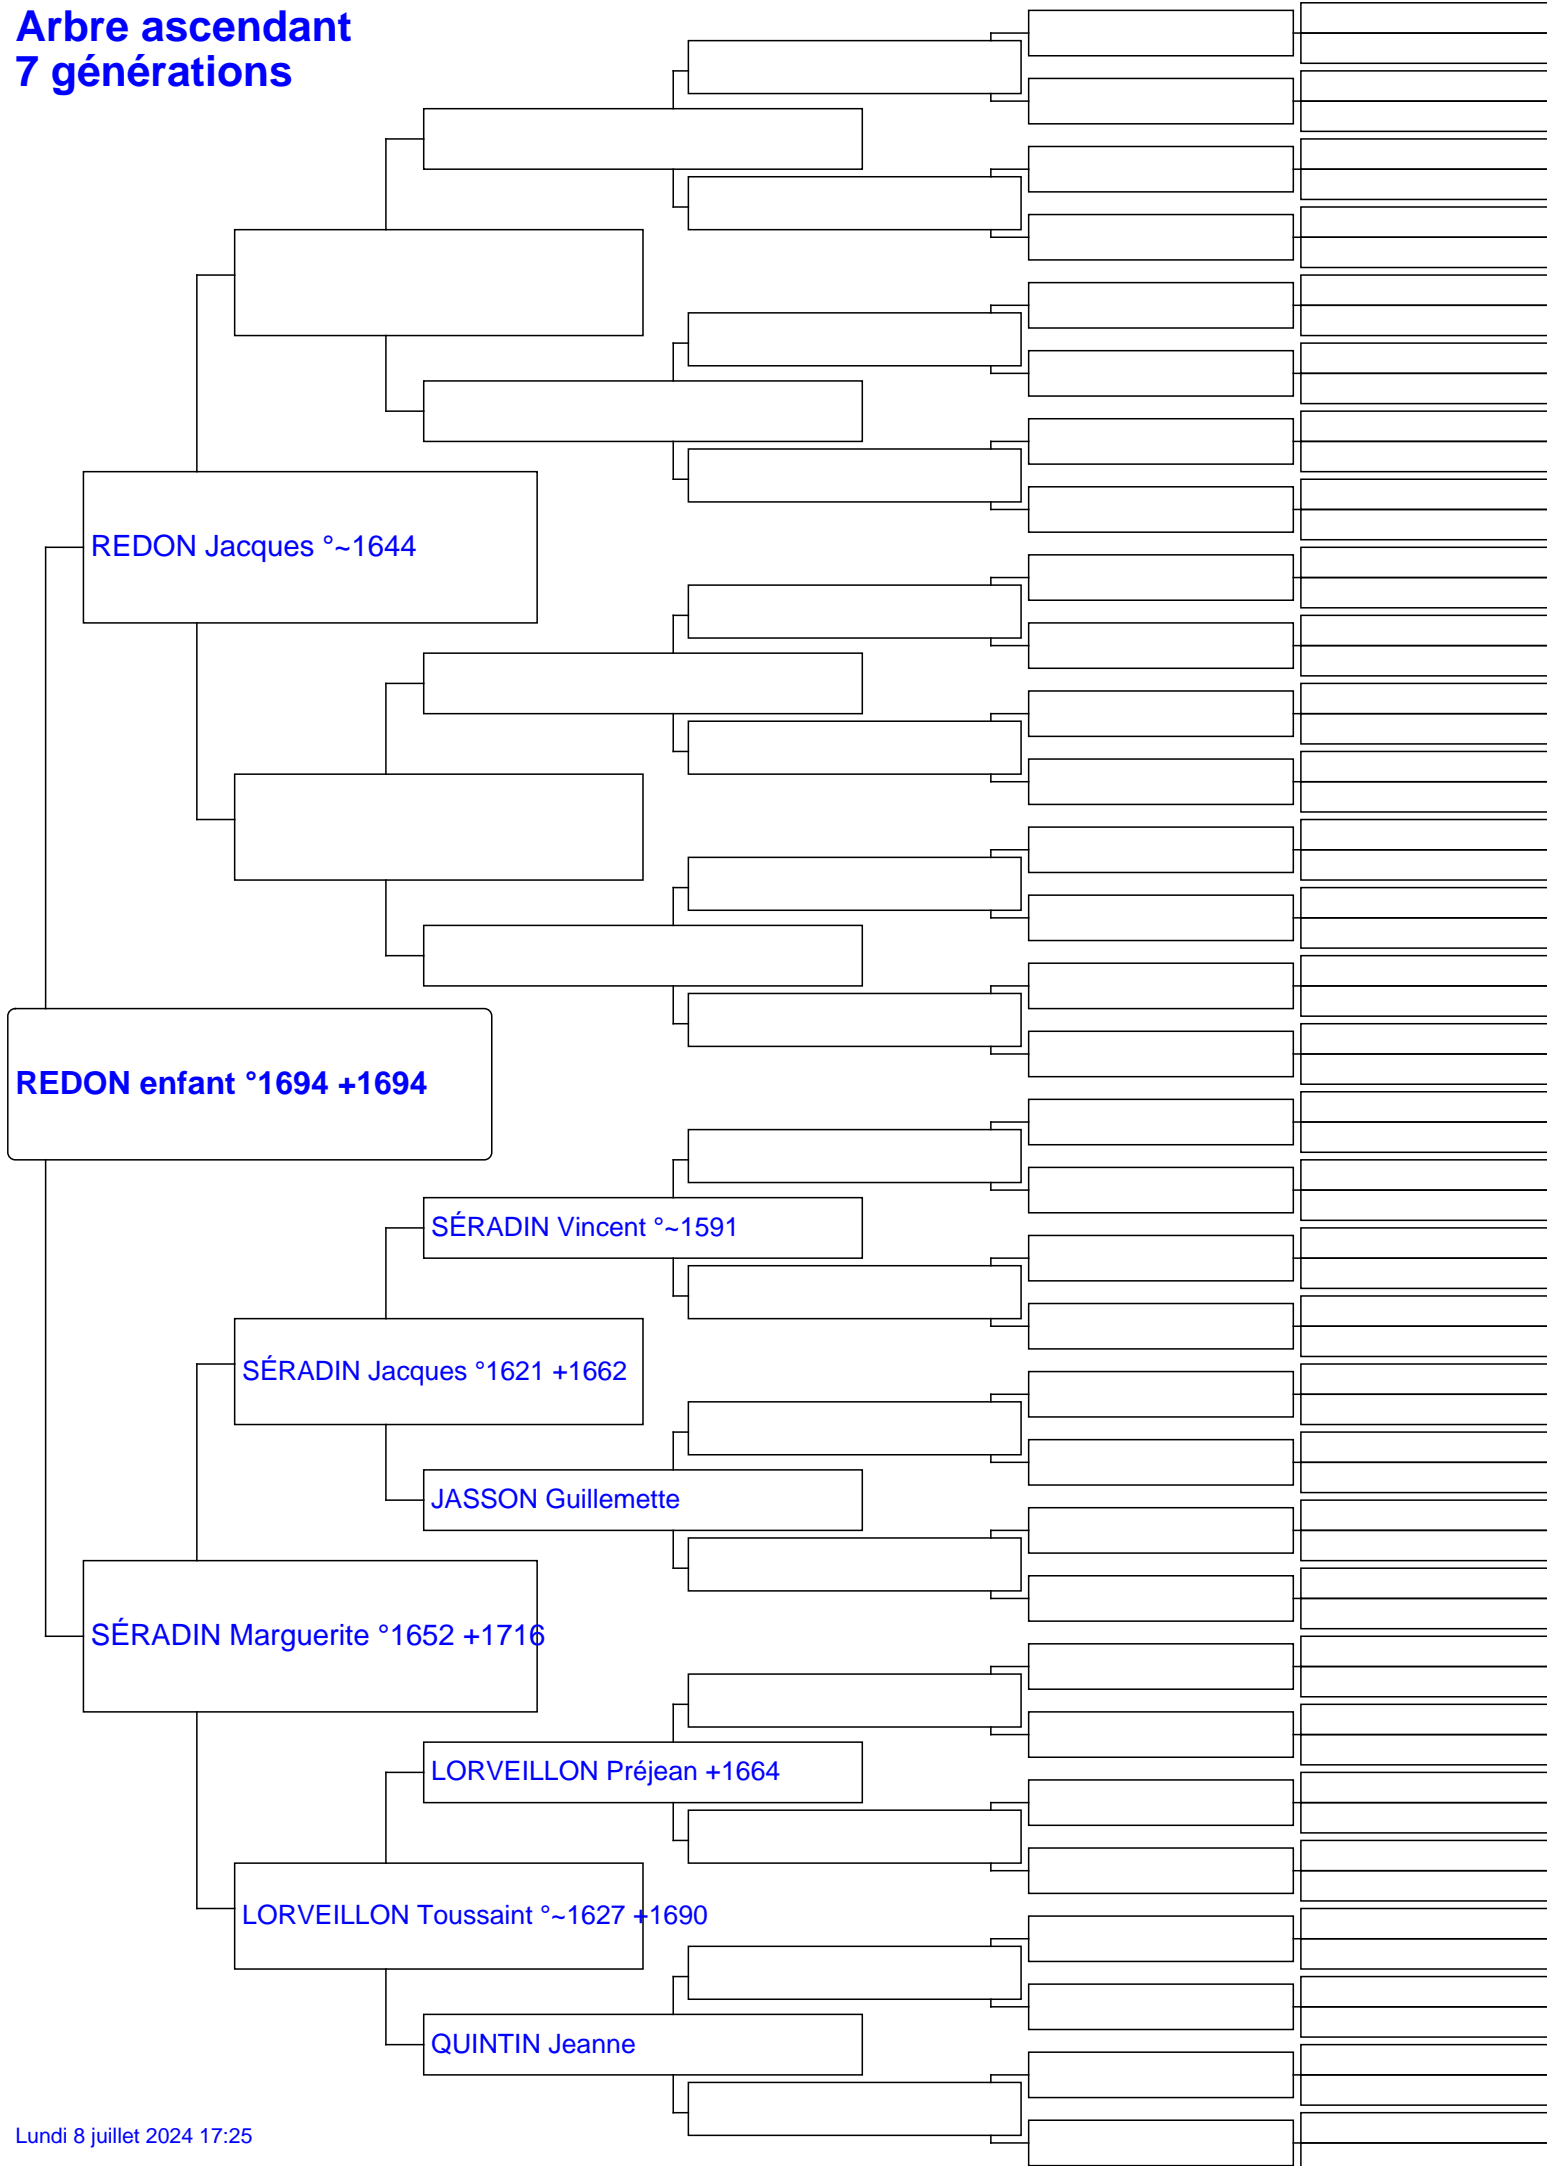 Arbre ascendant
7 générations
REDON Jacques °~1644
REDON enfant °1694 +1694
SÉRADIN Vincent °~1591
SÉRADIN Jacques °1621 +1662
JASSON Guillemette
SÉRADIN Marguerite °1652 +1716
LORVEILLON Préjean +1664
LORVEILLON Toussaint °~1627 +1690
QUINTIN Jeanne
Lundi 8 juillet 2024 17:25